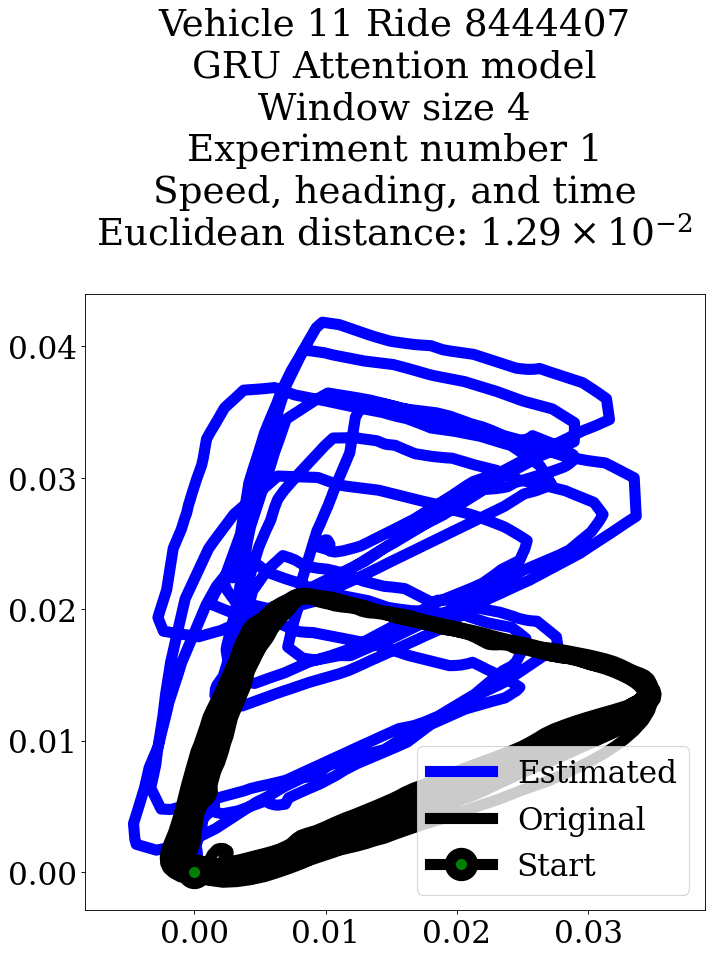 Vehicle 11 Ride 8444407
GRU Attention model
Window size 4
Experiment number 1
Speed, heading, and time
Euclidean distance: 1.29 × 10⁻²
0.04
0.03
0.02
0.01
0.00
Estimated
Original
Start
0.00 0.01 0.02 0.03